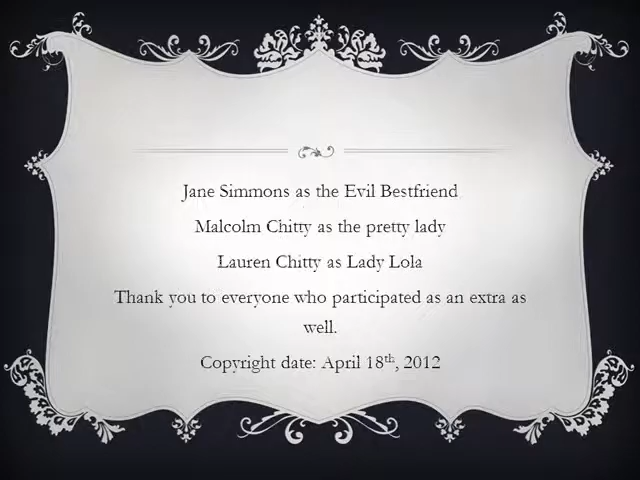 Jane Simmons as the Evil Bestfriend
Malcolm Chitty as the pretty lady
Lauren Chitty as Lady Lola
Thank you to everyone who participated as an extra as
well.
Copyright date: April 18th, 2012